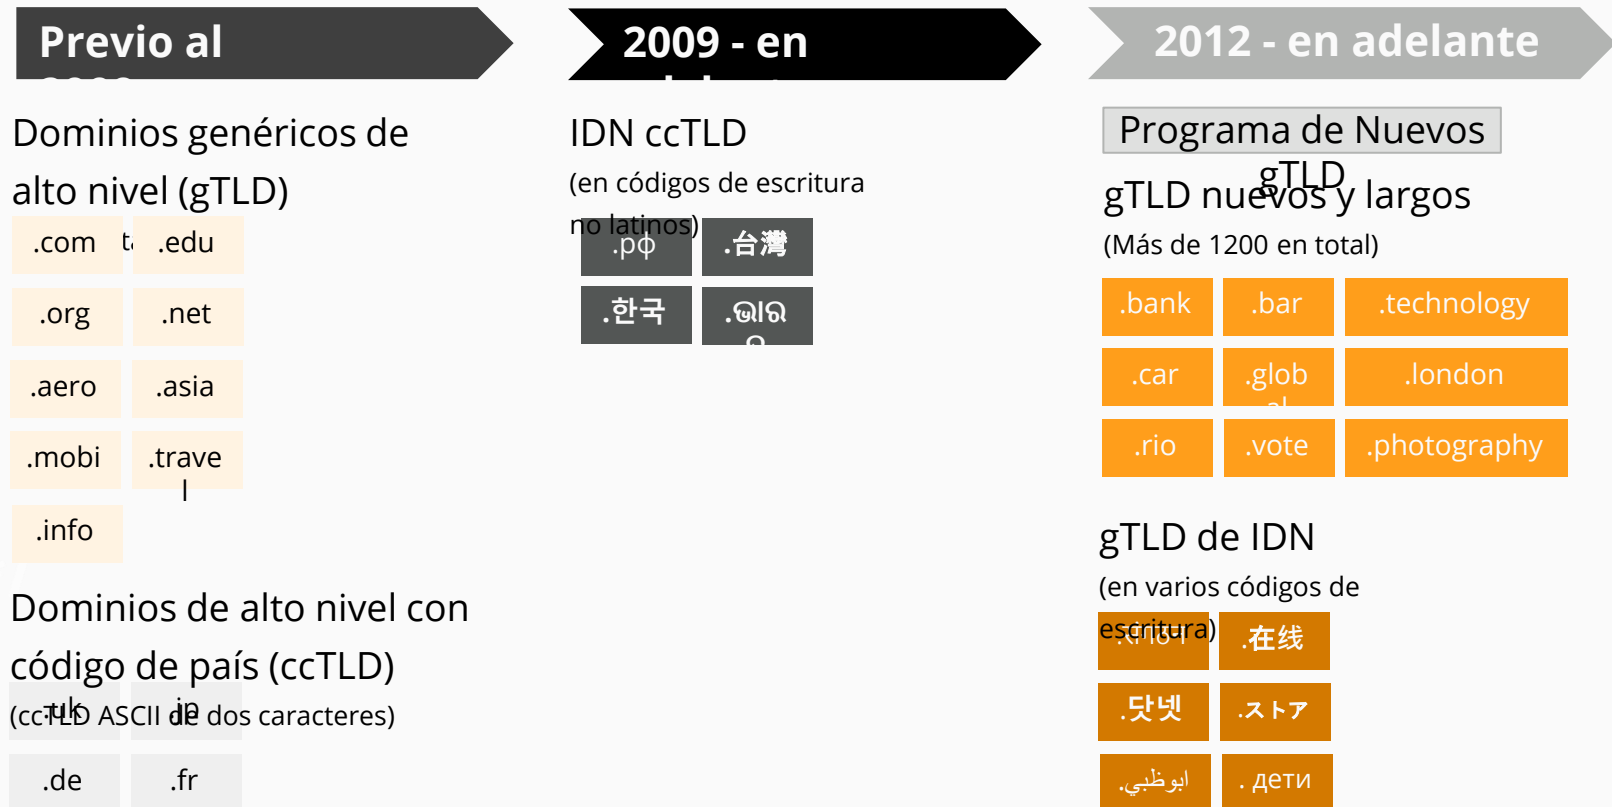 Previo al
2009 - en
2012 - en adelante
Dominios genéricos de
alto nivel (gTLD)
.com .edu
.org .net
.aero .asia
.mobi .trave
l
.info
Dominios de alto nivel con
código de país (ccTLD)
(ccTLD ASCII de dos caracteres)
.uk .jp
.de .fr
IDN ccTLD
(en códigos de escritura
no latinos)
.рф .台灣
.한국 .ଭାର
Programa de Nuevos
gTLD
gTLD nuevos y largos
(Más de 1200 en total)
.bank .bar .technology
.car .glob .london
al
.rio .vote .photography
gTLD de IDN
(en varios códigos de
escritura)
.在线
.닷넷 .ストア
ابوظبي. .дети